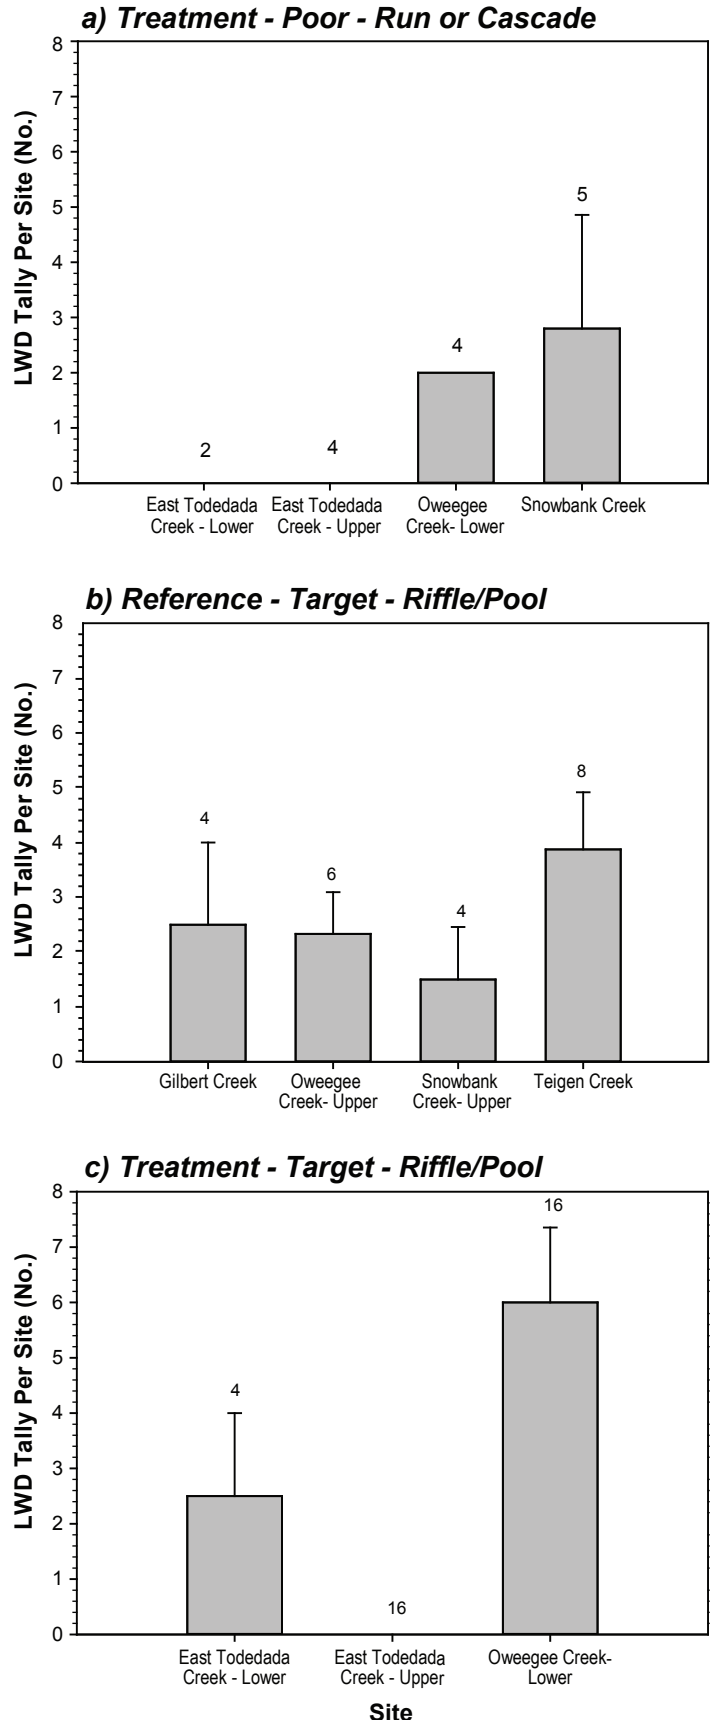 a) Treatment - Poor - Run or Cascade
LWD Tally Per Site (No.)
8
7
6
5
4
3
2
1
0
2
4
4
5
East Todedada
Creek - Lower
East Todedada
Creek - Upper
Oweegee
Creek- Lower
Snowbank Creek
b) Reference - Target - Riffle/Pool
LWD Tally Per Site (No.)
8
7
6
5
4
3
2
1
0
4
6
4
8
Gilbert Creek
Oweegee
Creek- Upper
Snowbank
Creek- Upper
Teigen Creek
c) Treatment - Target - Riffle/Pool
LWD Tally Per Site (No.)
8
7
6
5
4
3
2
1
0
4
16
16
East Todedada
Creek - Lower
East Todedada
Creek - Upper
Oweegee Creek-
Lower
Site